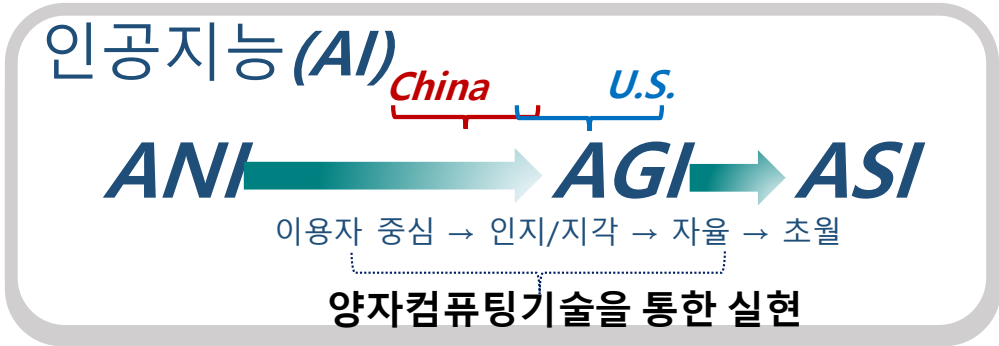 인공지능(AI)
China U.S.
ANI AGI ASI
이용자 중심 → 인지/지각 → 자율 → 초월
양자컴퓨팅기술을 통한 실현